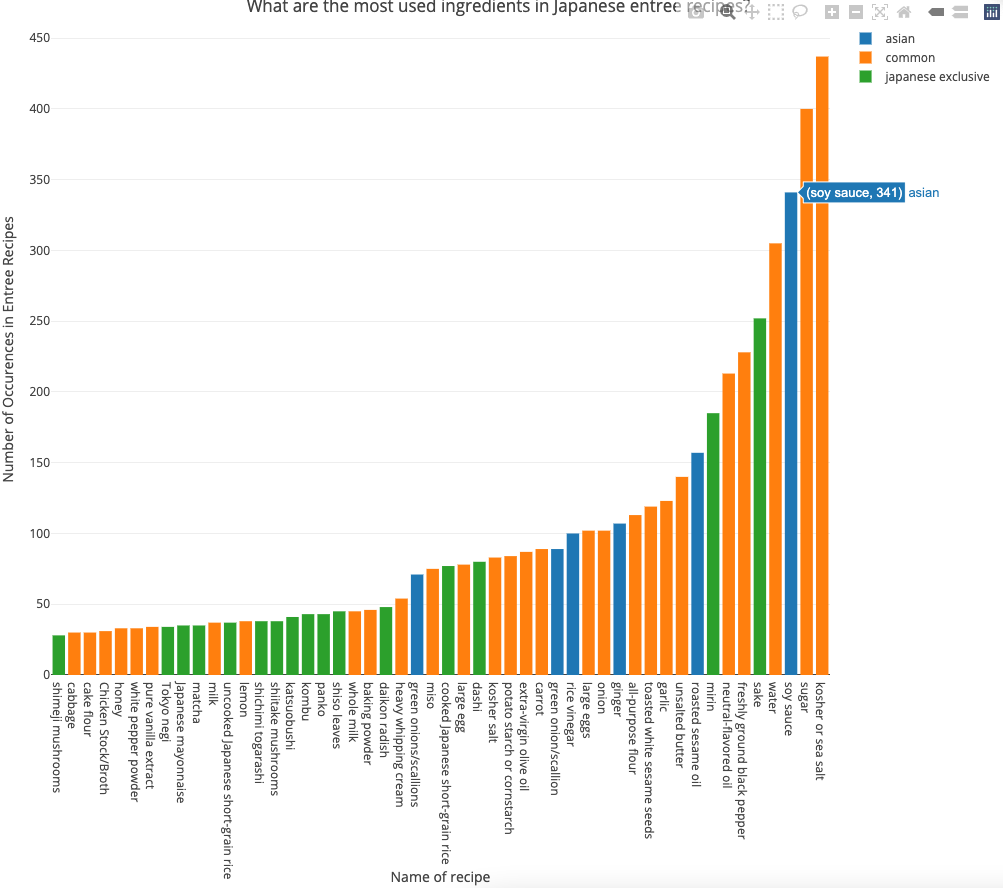 What are the most used ingredients in Japanese entree recipes?
asian
common
japanese exclusive
Number of Occurences in Entree Recipes
450
400
350
300
250
200
150
100
50
0
(soy sauce, 341) asian
shimeji mushrooms
cabbage
cake flour
Chicken Stock/Broth
honey
white pepper powder
pure vanilla extract
Tokyo negi
Japanese mayonnaise
matcha
milk
uncooked Japanese short-grain rice
lemon
shichimi togarashi
shiitake mushrooms
katsuobushi
kombu
panko
shiso leaves
whole milk
baking powder
daikon radish
heavy whipping cream
green onions/scallions
miso
cooked Japanese short-grain rice
large egg
dashi
kosher salt
potato starch or cornstarch
extra-virgin olive oil
carrot
green onion/scallion
rice vinegar
large eggs
onion
ginger
all-purpose flour
toasted white sesame seeds
garlic
unsalted butter
roasted sesame oil
mirin
neutral-flavored oil
freshly ground black pepper
sake
water
soy sauce
sugar
kosher or sea salt
Name of recipe